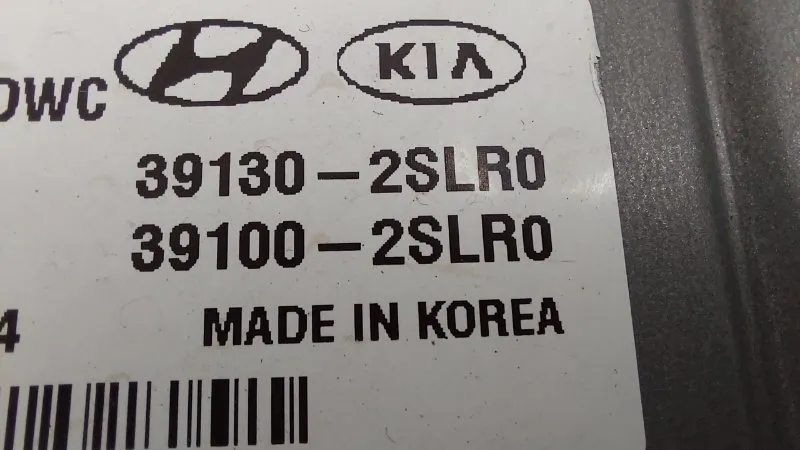 DWC KIA
39130-2SLR0
39100-2SLR0
4 MADE IN KOREA